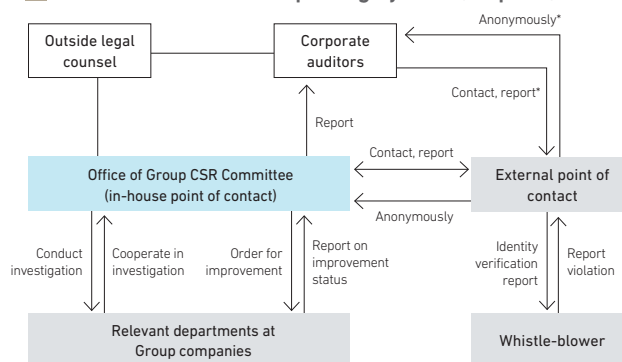 Anonymously*
Outside legal
counsel
Corporate
auditors
Contact, report*
Report
Contact, report
Office of Group CSR Committee
(in-house point of contact)
External point of
contact
Anonymously
Conduct
investigation
Cooperate in
investigation
Order for
improvement
Report on
improvement
status
Identity
verification
report
Report
violation
Relevant departments at
Group companies
Whistle-blower